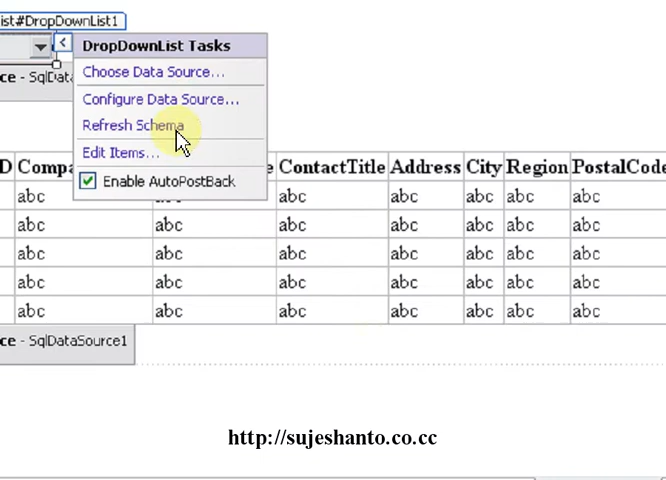 ist#DropDownList1
DropDownList Tasks
Choose Data Source...
ce - SqlData
Configure Data Source...
Refresh Schema
Edit Items...
Enable AutoPostBack
D Compa e ContactTitle Address City Region PostalCode
abc abc abc abc abc abc
abc abc abc abc abc abc abc
abc abc abc abc abc abc abc
abc abc abc abc abc abc abc
abc abc abc abc abc abc abc
ce - SqlDataSource1
http://sujeshanto.co.cc